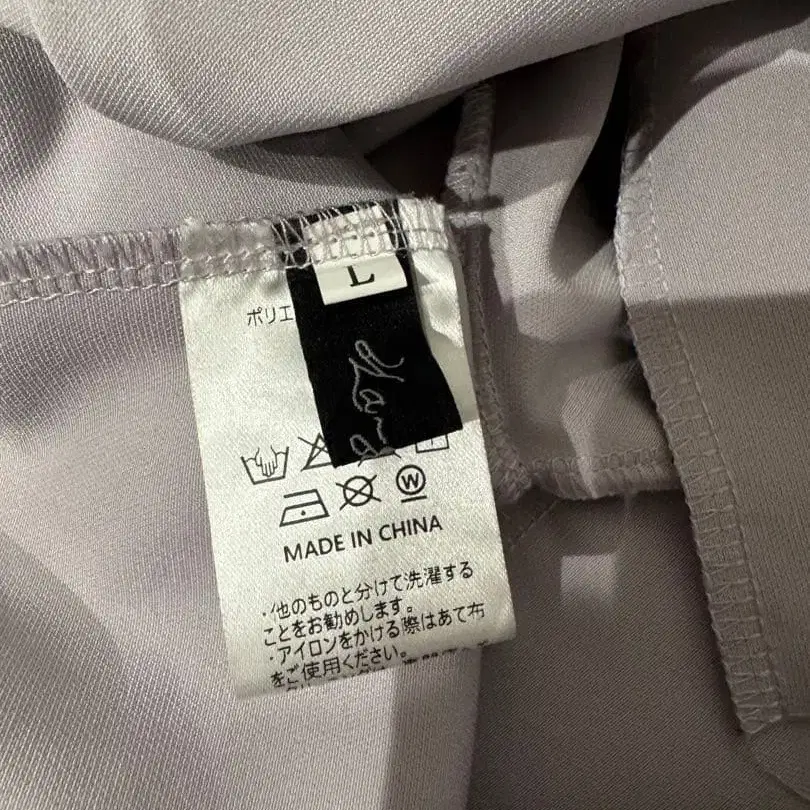 L
ポリエ
W
MADE IN CHINA
・他のものと分けて洗濯する
ことをお勧めします。
・アイロンをかける際はあて布
をご使用ください。